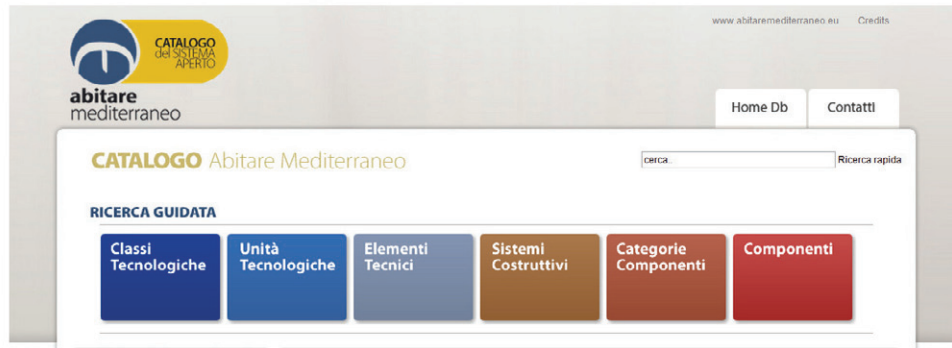 www.abitaremediterraneo.eu Credits
CATALOGO
del SISTEMA
APERTO
abitare
mediterraneo
Home Db Contatti
CATALOGO Abitare Mediterraneo
cerca... Ricerca rapida
RICERCA GUIDATA
Classi
Tecnologiche
Unità
Tecnologiche
Elementi
Tecnici
Sistemi
Costruttivi
Categorie
Componenti
Componenti